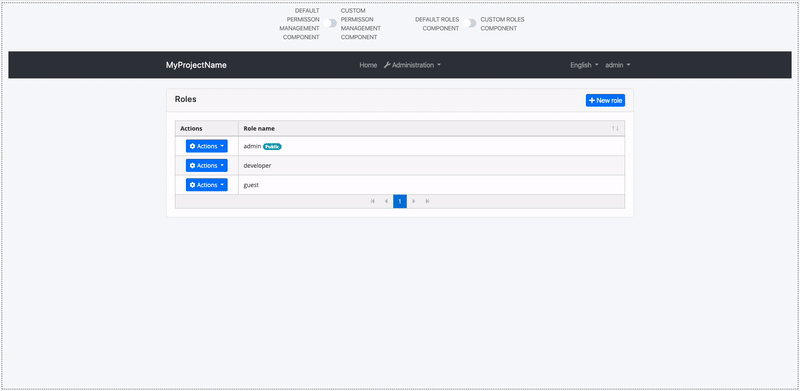 DEFAULT
PERMISSON
MANAGEMENT
COMPONENT
CUSTOM
PERMISSON
MANAGEMENT
COMPONENT
DEFAULT ROLES
COMPONENT
CUSTOM ROLES
COMPONENT
MyProjectName
Home
Administration
English
admin
Roles
New role
Actions
Role name
Actions
admin Public
Actions
developer
Actions
guest
1